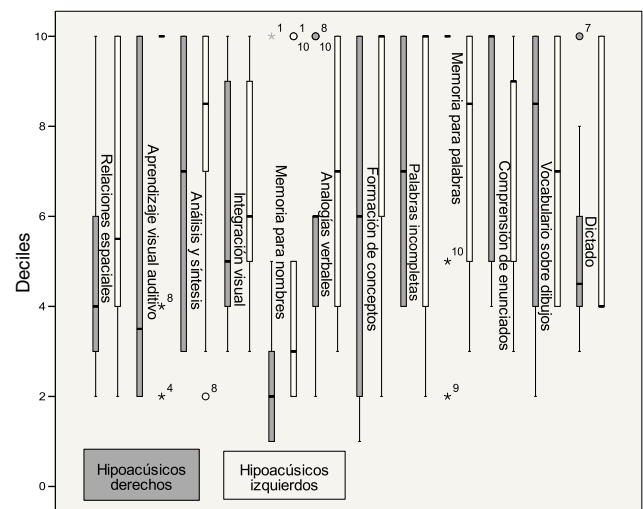 Deciles
10
8
6
4
2
0
Relaciones espaciales
Aprendizaje visual auditivo
Análisis y síntesis
Integración visual
Memoria para nombres
Analogías verbales
Formación de conceptos
Palabras incompletas
Memoria para palabras
Comprensión de enunciados
Vocabulario sobre dibujos
Dictado
8
4
8
1
1
10
8
10
10
9
7
Hipoacúsicos
derechos
Hipoacúsicos
izquierdos